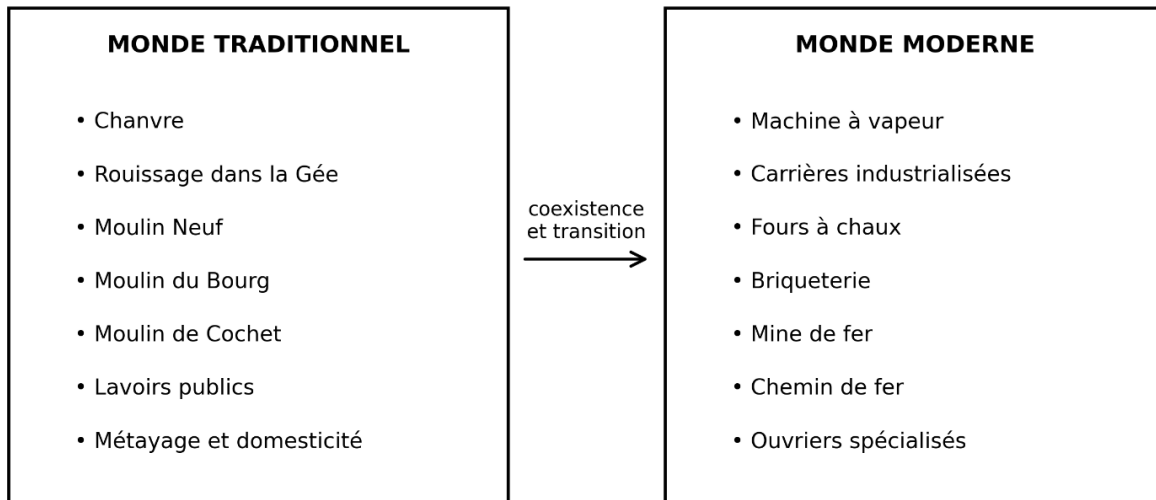 MONDE TRADITIONNEL
• Chanvre
• Rouissage dans la Gée
• Moulin Neuf
• Moulin du Bourg
• Moulin de Cochet
• Lavoirs publics
• Métayage et domesticité
coexistence
et transition
MONDE MODERNE
• Machine à vapeur
• Carrières industrialisées
• Fours à chaux
• Briqueterie
• Mine de fer
• Chemin de fer
• Ouvriers spécialisés